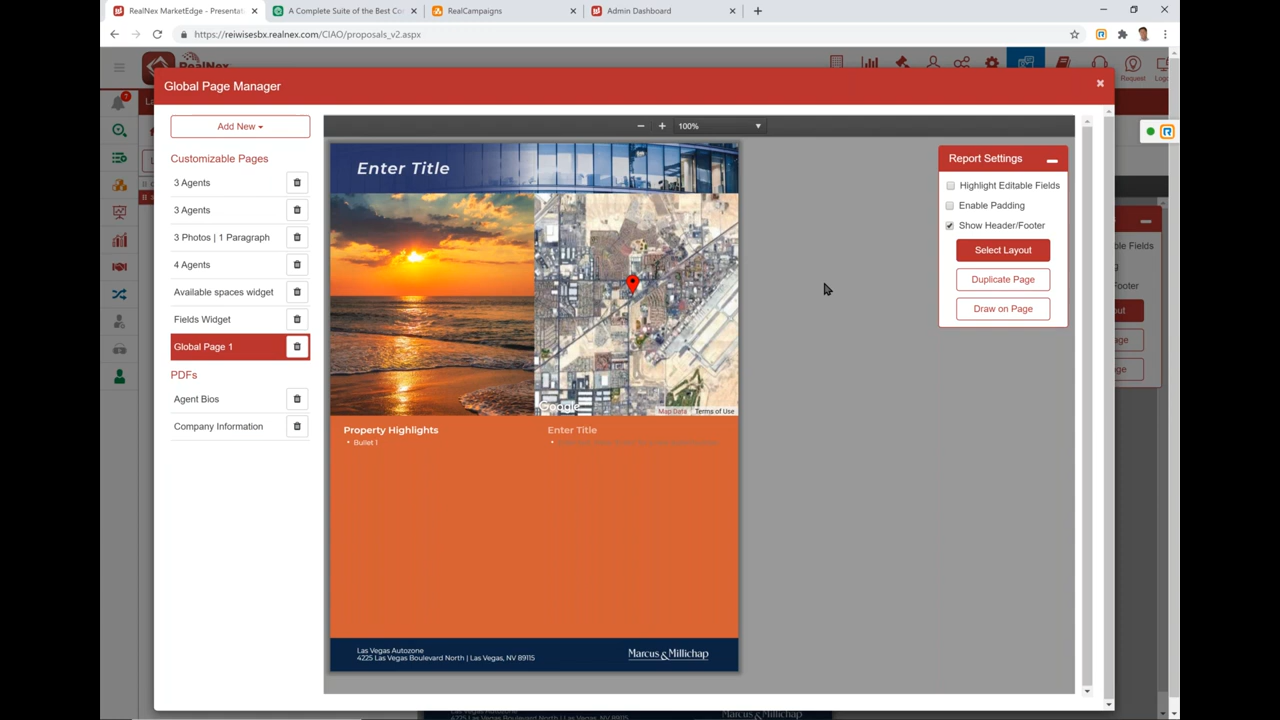 RealNex MarketEdge - Presentat
A Complete Suite of the Best Co
RealCampaigns
Admin Dashboard
https://reiwisesbx.realnex.com/CIAO/proposals_v2.aspx
RealNex
Request
Global Page Manager
Add New
Customizable Pages
3 Agents
3 Agents
3 Photos | 1 Paragraph
4 Agents
Available spaces widget
Fields Widget
Global Page 1
PDFs
Agent Bios
Company Information
100%
Enter Title
Google
Map Data
Terms of Use
Property Highlights
• Bullet 1
Enter Title
Las Vegas Autozone
4225 Las Vegas Boulevard North | Las Vegas, NV 89115
Marcus & Millichap
Report Settings
Highlight Editable Fields
Enable Padding
Show Header/Footer
Select Layout
Duplicate Page
Draw on Page